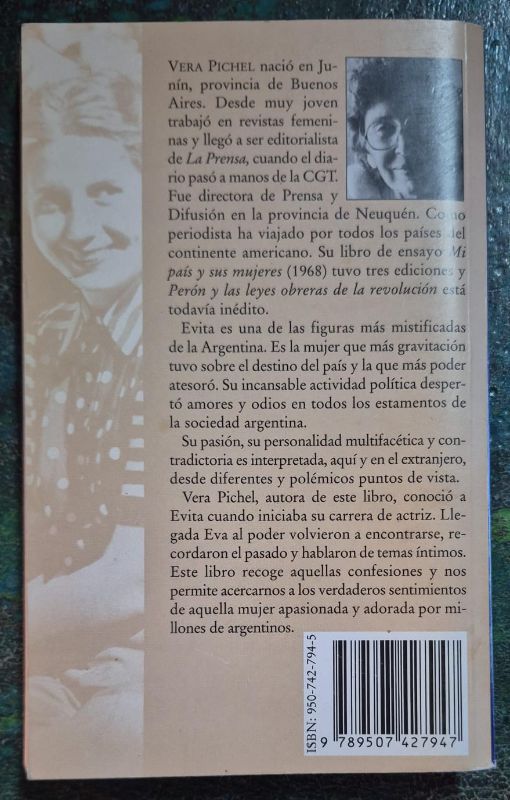 VERA PICHEL nació en Ju-
nín, provincia de Buenos
Aires. Desde muy joven
trabajó en revistas femeni-
nas y llegó a ser editorialista
de La Prensa, cuando el dia-
rio pasó a manos de la CGT.
Fue directora de Prensa y
Difusión en la provincia de Neuquén. Como
periodista ha viajado por todos los países del
continente americano. Su libro de ensayo Mi
país y sus mujeres (1968) tuvo tres ediciones y
Perón y las leyes obreras de la revolución está
todavía inédito.
Evita es una de las figuras más mistificadas
de la Argentina. Es la mujer que más gravitación
tuvo sobre el destino del país y la que más poder
atesoró. Su incansable actividad política desper-
tó amores y odios en todos los estamentos de
la sociedad argentina.
Su pasión, su personalidad multifacética y con-
tradictoria es interpretada, aquí y en el extranjero,
desde diferentes y polémicos puntos de vista.
Vera Pichel, autora de este libro, conoció a
Evita cuando iniciaba su carrera de actriz. Lle-
gada Eva al poder volvieron a encontrarse, re-
cordaron el pasado y hablaron de temas íntimos.
Este libro recoge aquellas confesiones y nos
permite acercarnos a los verdaderos sentimientos
de aquella mujer apasionada y adorada por mi-
llones de argentinos.
ISBN: 950-742-794-5
9 789507 427947